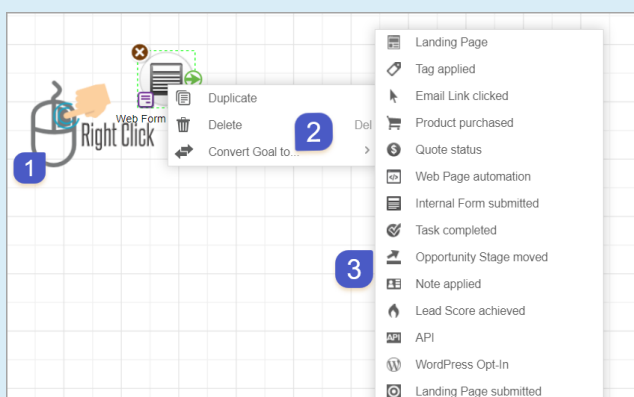 Web Form
Right Click
1
Duplicate
Delete
Del
2
Convert Goal to...
3
Landing Page
Tag applied
Email Link clicked
Product purchased
Quote status
Web Page automation
Internal Form submitted
Task completed
Opportunity Stage moved
Note applied
Lead Score achieved
API
API
WordPress Opt-In
Landing Page submitted